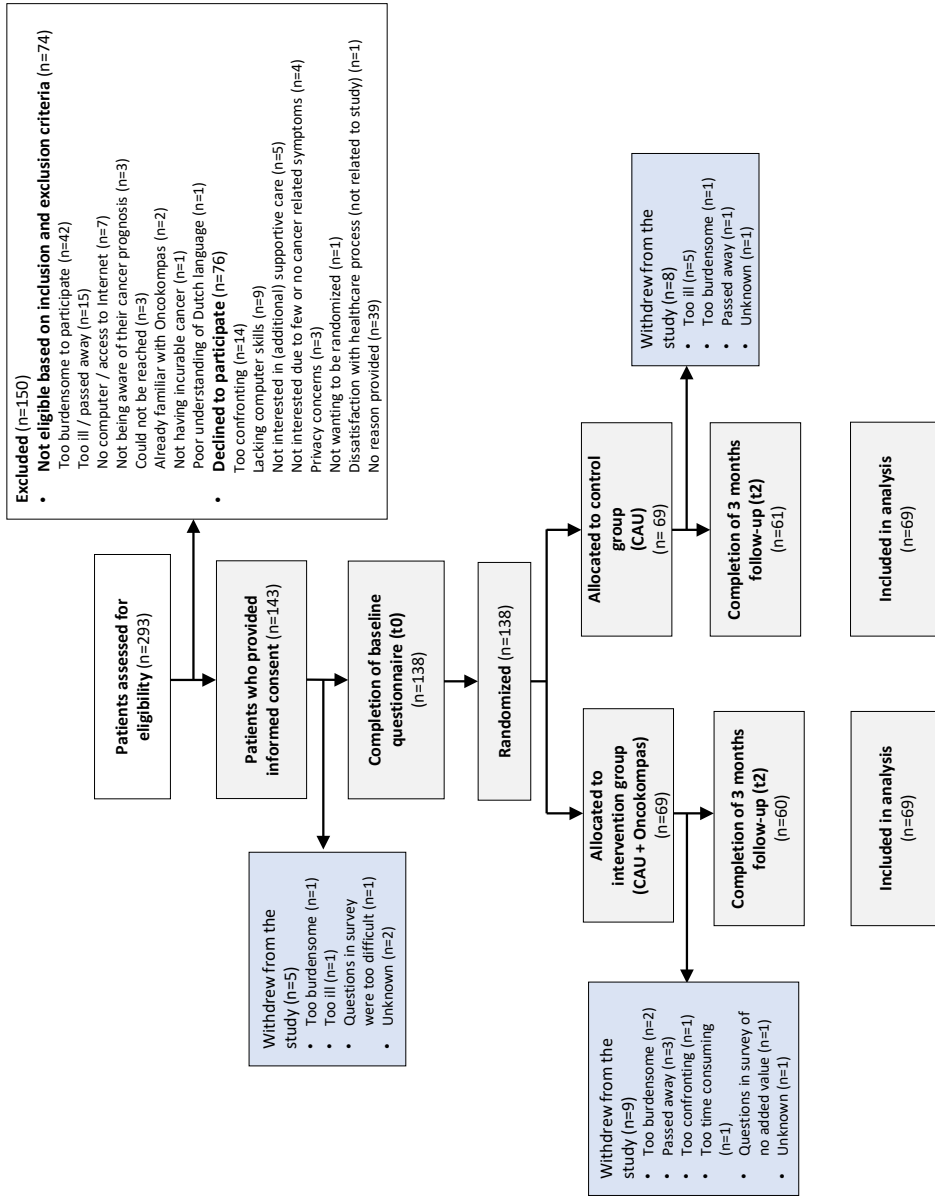 Patients assessed for
eligibility (n=293)
Excluded (n=150)
• Not eligible based on inclusion and exclusion criteria (n=74)
Too burdensome to participate (n=42)
Too ill / passed away (n=15)
No computer / access to Internet (n=7)
Not being aware of their cancer prognosis (n=3)
Could not be reached (n=3)
Already familiar with Oncokompas (n=2)
Not having incurable cancer (n=1)
Poor understanding of Dutch language (n=1)
• Declined to participate (n=76)
Too confronting (n=14)
Lacking computer skills (n=9)
Not interested in (additional) supportive care (n=5)
Not interested due to few or no cancer related symptoms (n=4)
Privacy concerns (n=3)
Not wanting to be randomized (n=1)
Dissatisfaction with healthcare process (not related to study) (n=1)
No reason provided (n=39)
Patients who provided
informed consent (n=143)
Withdrew from the
study (n=5)
• Too burdensome (n=1)
• Too ill (n=1)
• Questions in survey
were too difficult (n=1)
• Unknown (n=2)
Completion of baseline
questionnaire (t0)
(n=138)
Randomized (n=138)
Allocated to
intervention group
(CAU + Oncokompas)
(n=69)
Allocated to control
group
(CAU)
(n= 69)
Withdrew from the
study (n=9)
• Too burdensome (n=2)
• Passed away (n=3)
• Too confronting (n=1)
• Too time consuming
(n=1)
• Questions in survey of
no added value (n=1)
• Unknown (n=1)
Withdrew from the
study (n=8)
• Too ill (n=5)
• Too burdensome (n=1)
• Passed away (n=1)
• Unknown (n=1)
Completion of 3 months
follow-up (t2)
(n=60)
Completion of 3 months
follow-up (t2)
(n=61)
Included in analysis
(n=69)
Included in analysis
(n=69)